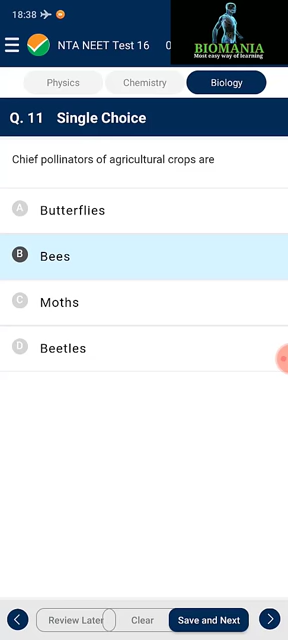 18:38
NTA NEET Test 16 0
BIOMANIA
Most easy way of learning
Physics Chemistry Biology
Q. 11 Single Choice
Chief pollinators of agricultural crops are
A Butterflies
B Bees
C Moths
D Beetles
Review Later Clear Save and Next